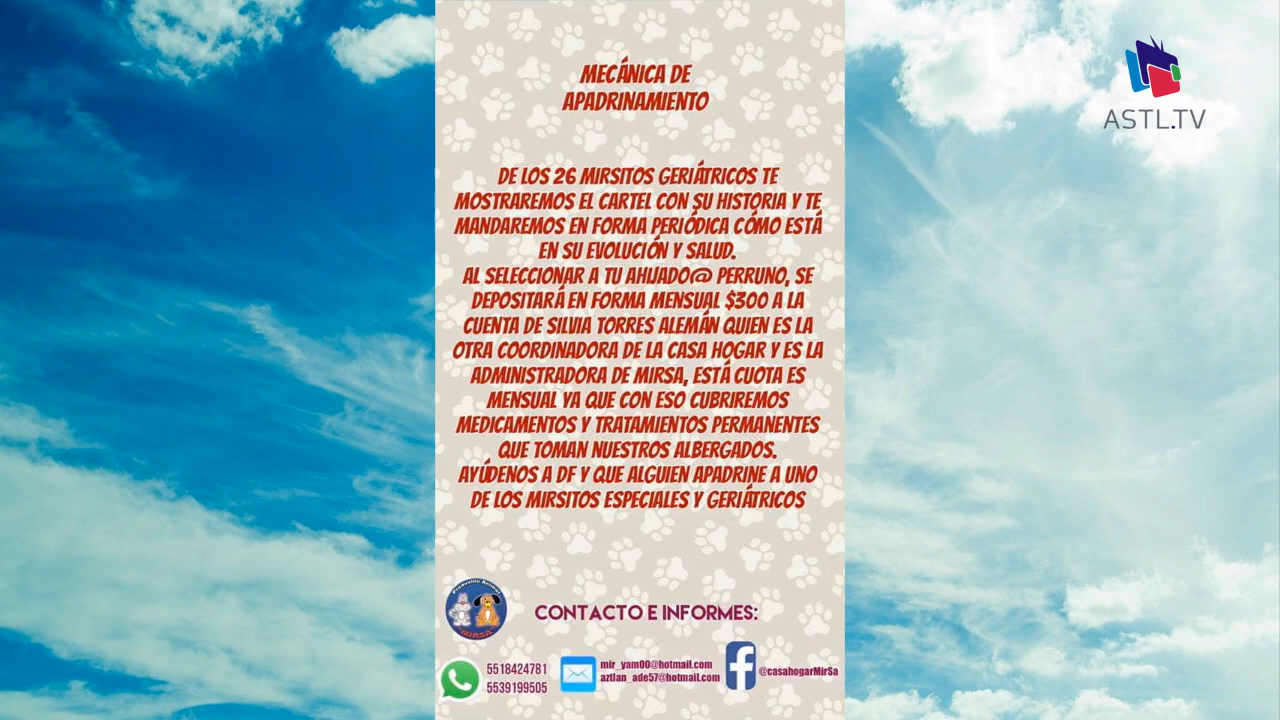 ASTL.TV
MECÁNICA DE
APADRINAMIENTO
DE LOS 26 MIRSITOS GERIÁTRICOS TE
MOSTRAREMOS EL CARTEL CON SU HISTORIA Y TE
MANDAREMOS EN FORMA PERIÓDICA CÓMO ESTÁ
EN SU EVOLUCIÓN Y SALUD.
AL SELECCIONAR A TU AHIJADO@ PERRUNO, SE
DEPOSITARÁ EN FORMA MENSUAL $300 A LA
CUENTA DE SILVIA TORRES ALEMÁN QUIEN ES LA
OTRA COORDINADORA DE LA CASA HOGAR Y ES LA
ADMINISTRADORA DE MIRSA, ESTÁ CUOTA ES
MENSUAL YA QUE CON ESO CUBRIREMOS
MEDICAMENTOS Y TRATAMIENTOS PERMANENTES
QUE TOMAN NUESTROS ALBERGADOS.
AYÚDENOS A DF Y QUE ALGUIEN APADRINE A UNO
DE LOS MIRSITOS ESPECIALES Y GERIÁTRICOS
MIRSA
CONTACTO E INFORMES:
5518424781
5539199505
mir_yam00@hotmail.com
aztlan_ade57@hotmail.com
@casahogarMirSa